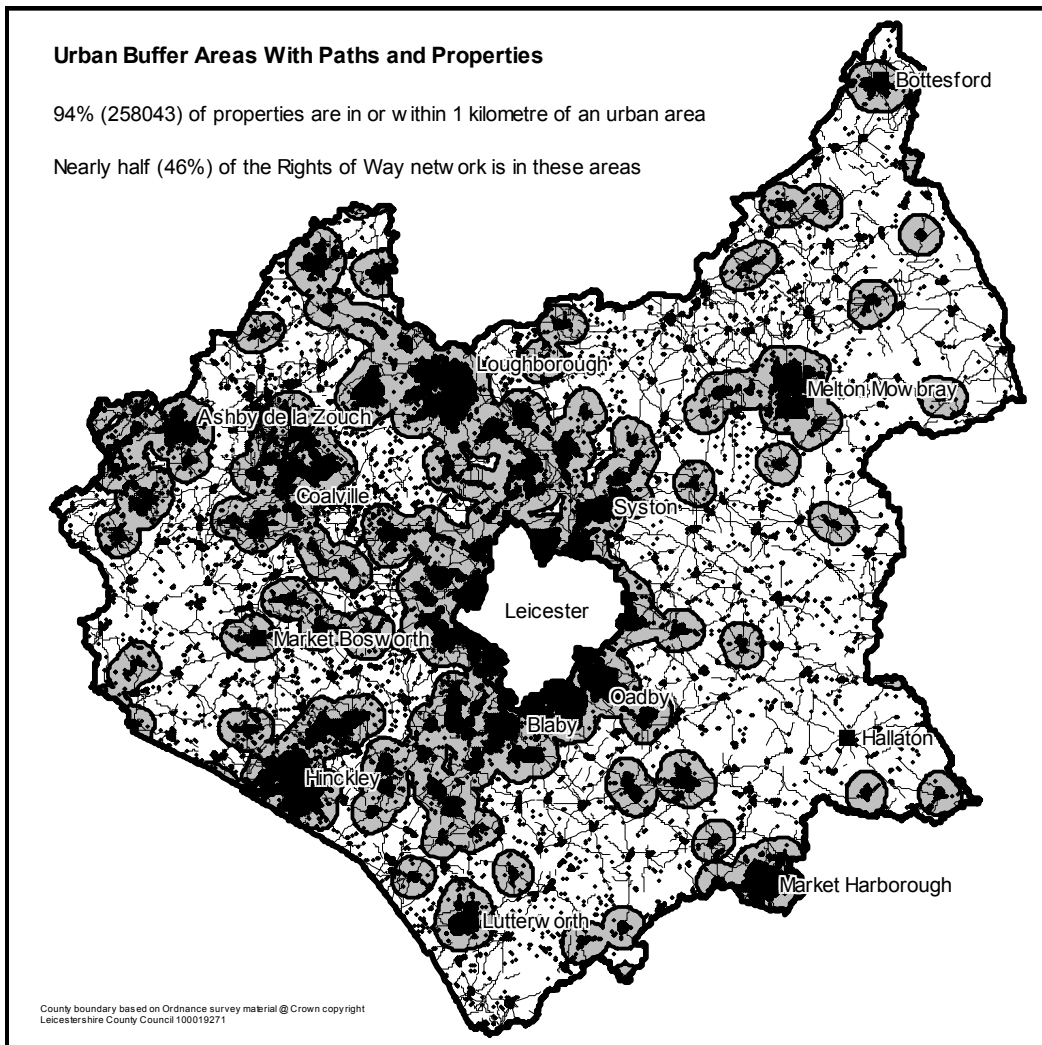 Urban Buffer Areas With Paths and Properties
94% (258043) of properties are in or within 1 kilometre of an urban area
Nearly half (46%) of the Rights of Way network is in these areas
Bottesford
Loughborough
Melton Mowbray
Ashby de la Zouch
Coalville
Syston
Leicester
Market Bosworth
Oadby
Blaby
Hallaton
Hinckley
Market Harborough
Lutterworth
County boundary based on Ordnance survey material @ Crown copyright
Leicestershire County Council 100019271